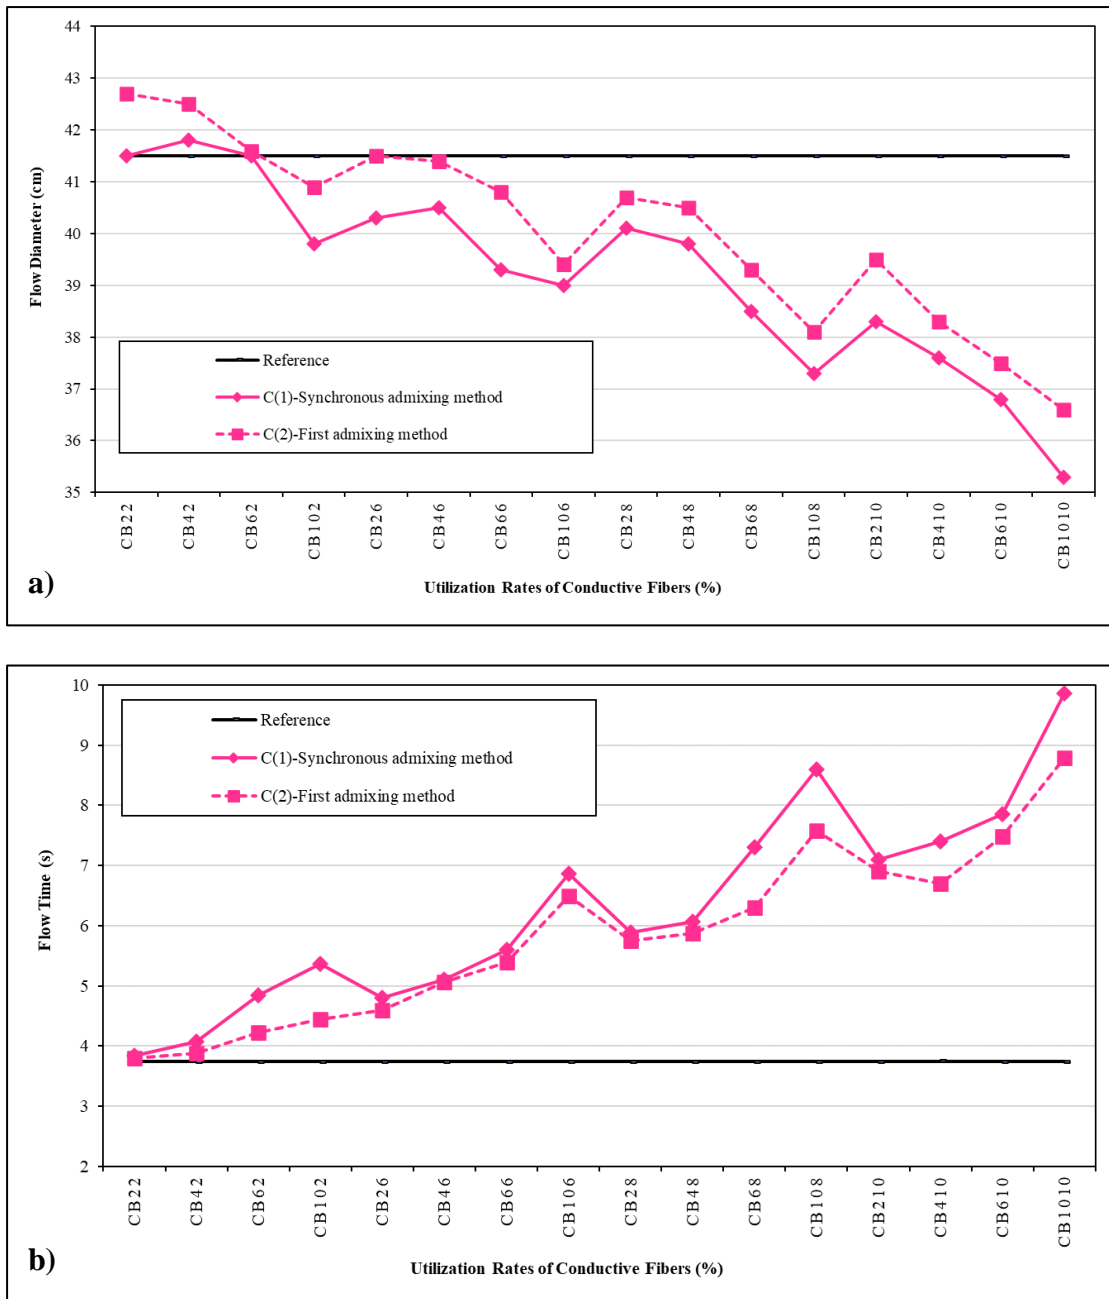 44
43
42
41
40
39
38
37
36
35
Flow Diameter (cm)
Reference
C(1)-Synchronous admixing method
C(2)-First admixing method
CB22
CB42
CB62
CB102
CB26
CB46
CB66
CB106
CB28
CB48
CB68
CB108
CB210
CB410
CB610
CB1010
a)
Utilization Rates of Conductive Fibers (%)
10
9
8
7
6
5
4
3
2
Flow Time (s)
Reference
C(1)-Synchronous admixing method
C(2)-First admixing method
CB22
CB42
CB62
CB102
CB26
CB46
CB66
CB106
CB28
CB48
CB68
CB108
CB210
CB410
CB610
CB1010
b)
Utilization Rates of Conductive Fibers (%)